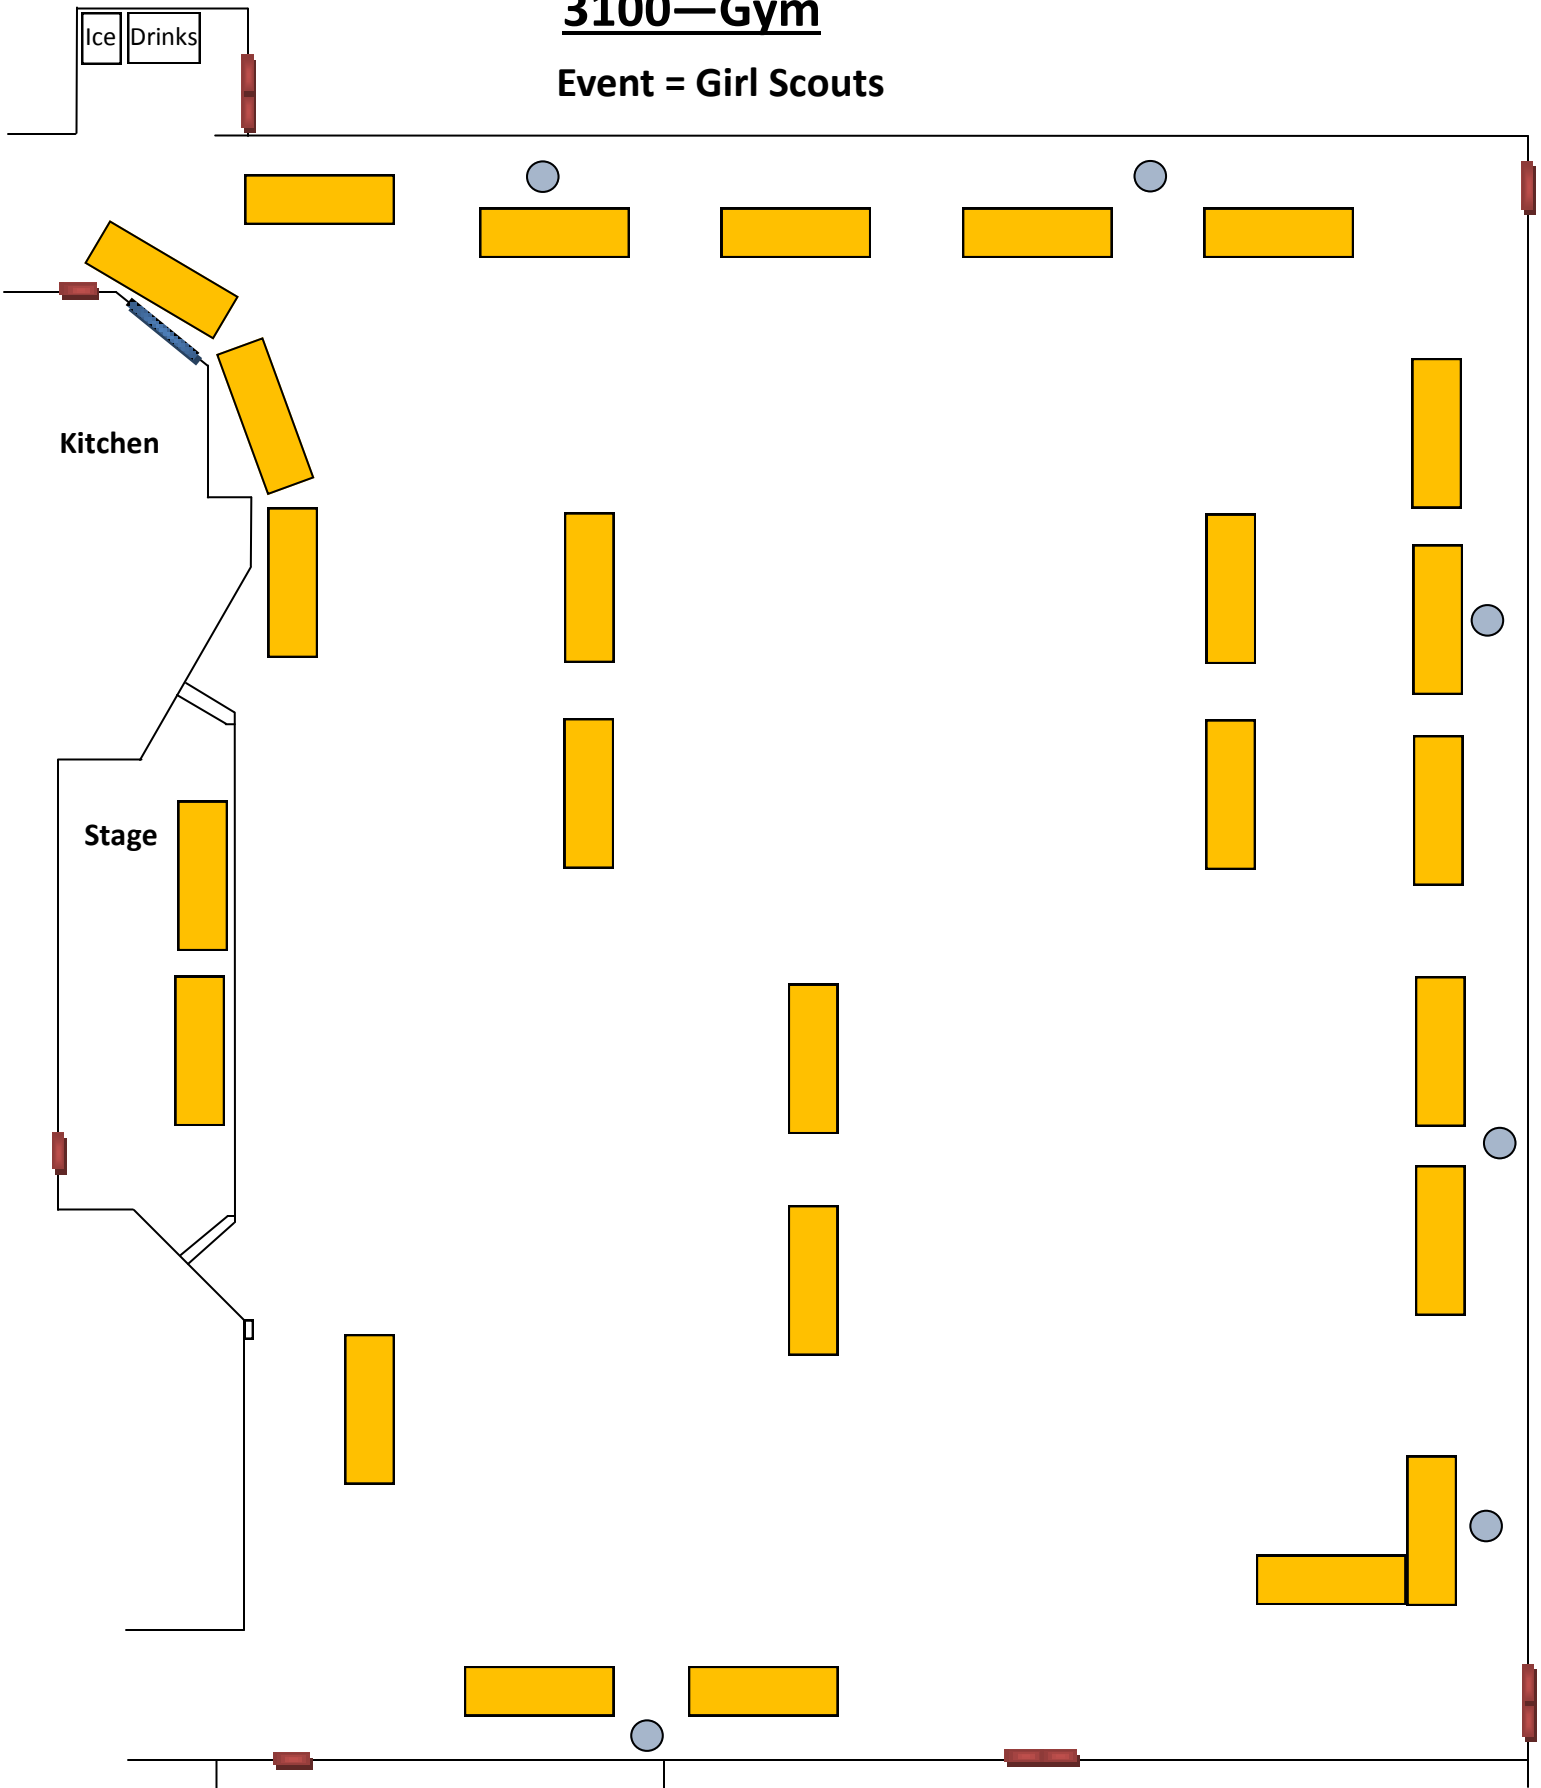 3100—Gym
Ice Drinks
Event = Girl Scouts
Kitchen
Stage